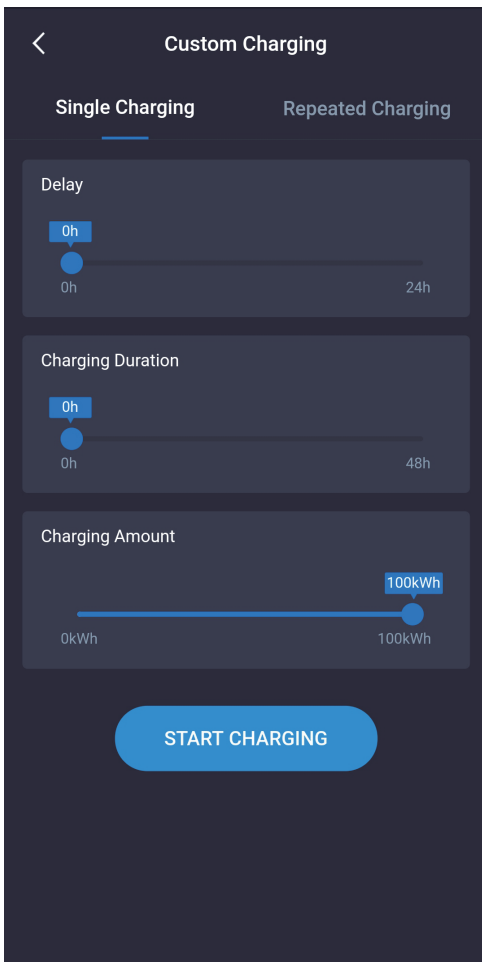 Custom Charging
Single Charging Repeated Charging
Delay
0h
0h 24h
Charging Duration
0h
0h 48h
Charging Amount
100kWh
0kWh 100kWh
START CHARGING